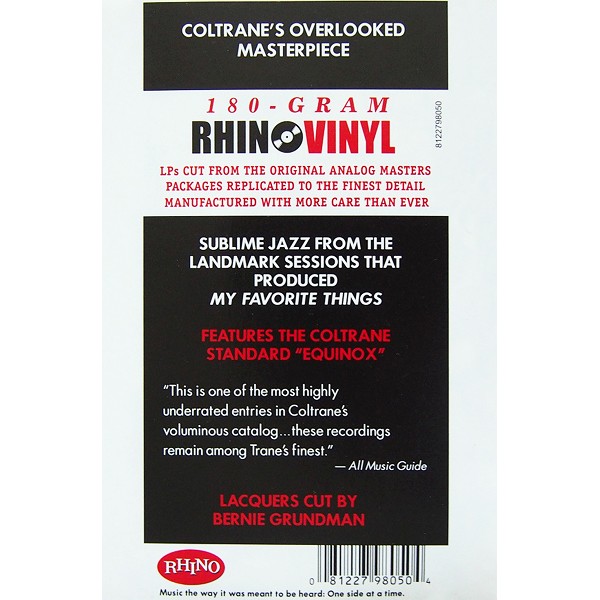 COLTRANE'S OVERLOOKED
MASTERPIECE
180-GRAM
RHINOVINYL
8122798050
LPs CUT FROM THE ORIGINAL ANALOG MASTERS
PACKAGES REPLICATED TO THE FINEST DETAIL
MANUFACTURED WITH MORE CARE THAN EVER
SUBLIME JAZZ FROM THE
LANDMARK SESSIONS THAT
PRODUCED
MY FAVORITE THINGS
FEATURES THE COLTRANE
STANDARD “EQUINOX”
“This is one of the most highly
underrated entries in Coltrane’s
voluminous catalog...these recordings
remain among Trane’s finest.”
— All Music Guide
LACQUERS CUT BY
BERNIE GRUNDMAN
RHINO
0 81227 98050 4
Music the way it was meant to be heard: One side at a time.